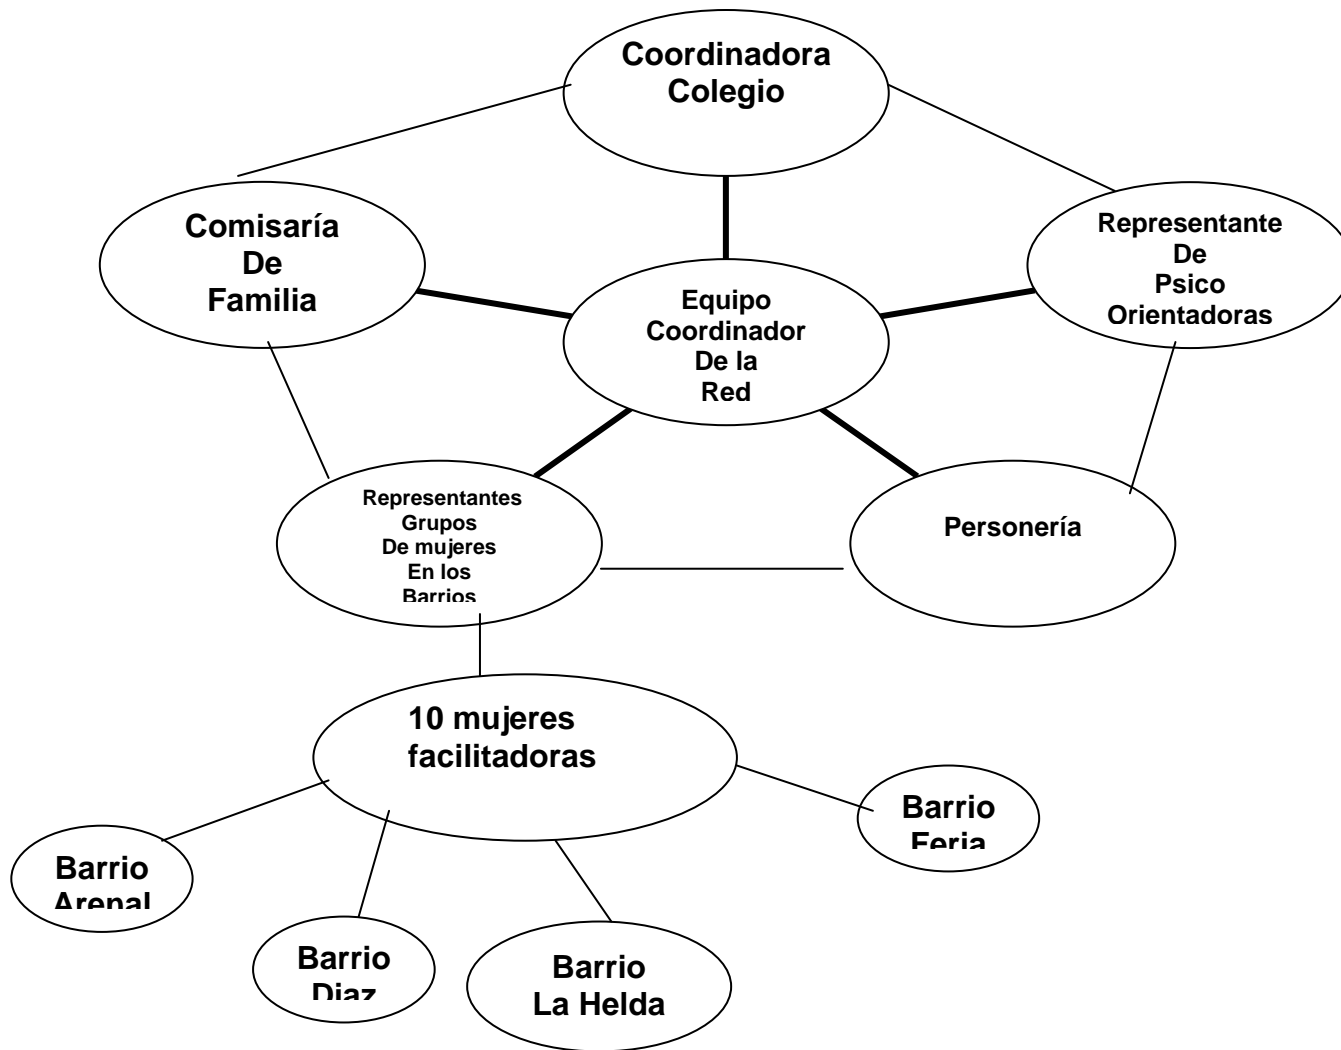 Coordinadora
Colegio
Comisaría
De
Familia
Representante
De
Psico
Orientadoras
Equipo
Coordinador
De la
Red
Representantes
Grupos
De mujeres
En los
Barrios
Personería
10 mujeres
facilitadoras
Barrio
Feria
Barrio
Arenal
Barrio
Diaz
Barrio
La Helda